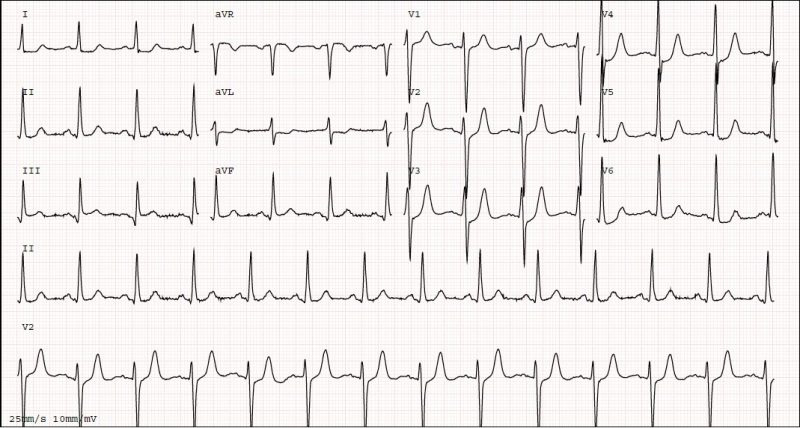 I aVR V1 V4
II aVL V2 V5
III aVF V3 V6
II
V2
25mm/s 10mm/mV